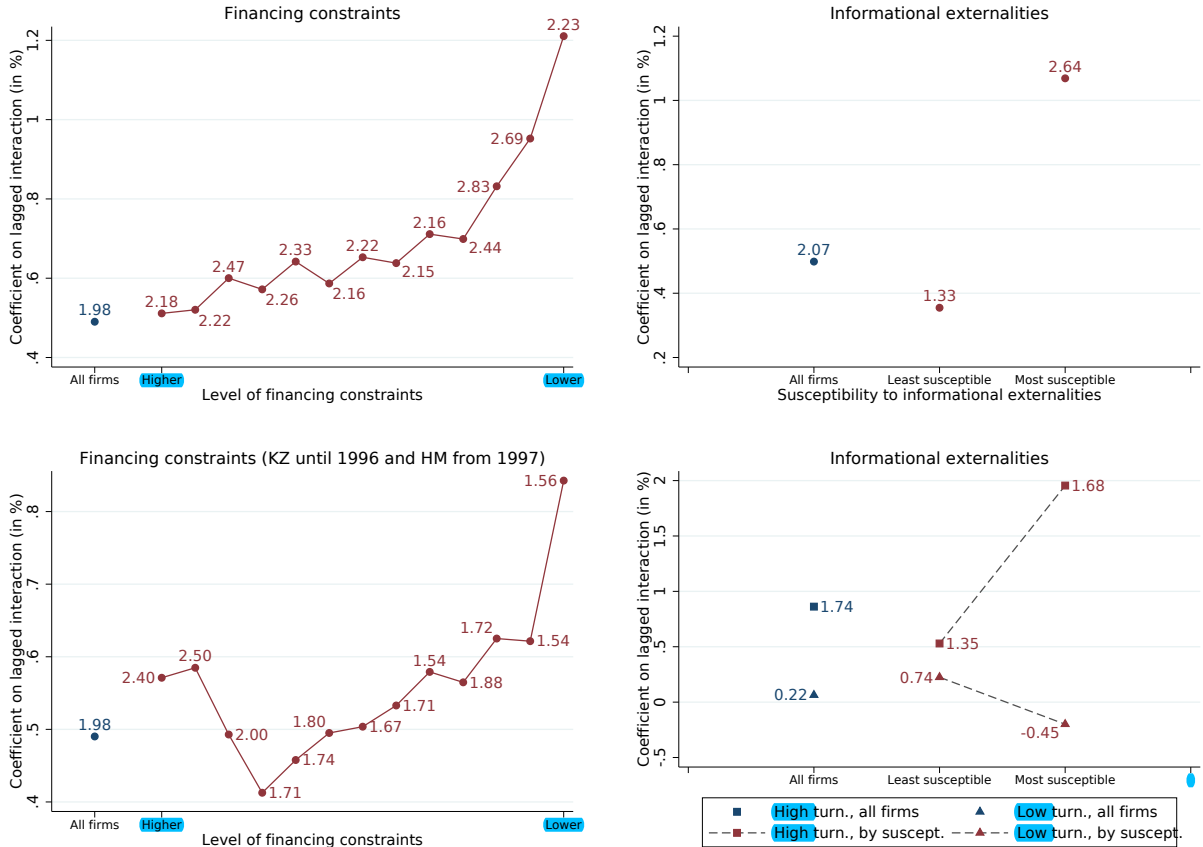 Financing constraints
Coefficient on lagged interaction (in %)
1.2
1
.8
.6
.4
1.98
2.18
2.22
2.47
2.26
2.33
2.16
2.22
2.15
2.16
2.44
2.83
2.69
2.23
All firms
Higher
Lower
Level of financing constraints
Informational externalities
Coefficient on lagged interaction (in %)
1.2
1
.8
.6
.4
.2
2.07
1.33
2.64
All firms
Least susceptible
Most susceptible
Susceptibility to informational externalities
Financing constraints (KZ until 1996 and HM from 1997)
Coefficient on lagged interaction (in %)
.8
.7
.6
.5
.4
1.98
2.40
2.50
2.00
1.71
1.74
1.80
1.67
1.71
1.54
1.88
1.72
1.54
1.56
All firms
Higher
Lower
Level of financing constraints
Informational externalities
Coefficient on lagged interaction (in %)
2
1.5
1
.5
0
-.5
1.74
0.22
1.35
0.74
1.68
-0.45
All firms
Least susceptible
Most susceptible
High turn., all firms
Low turn., all firms
High turn., by suscept.
Low turn., by suscept.